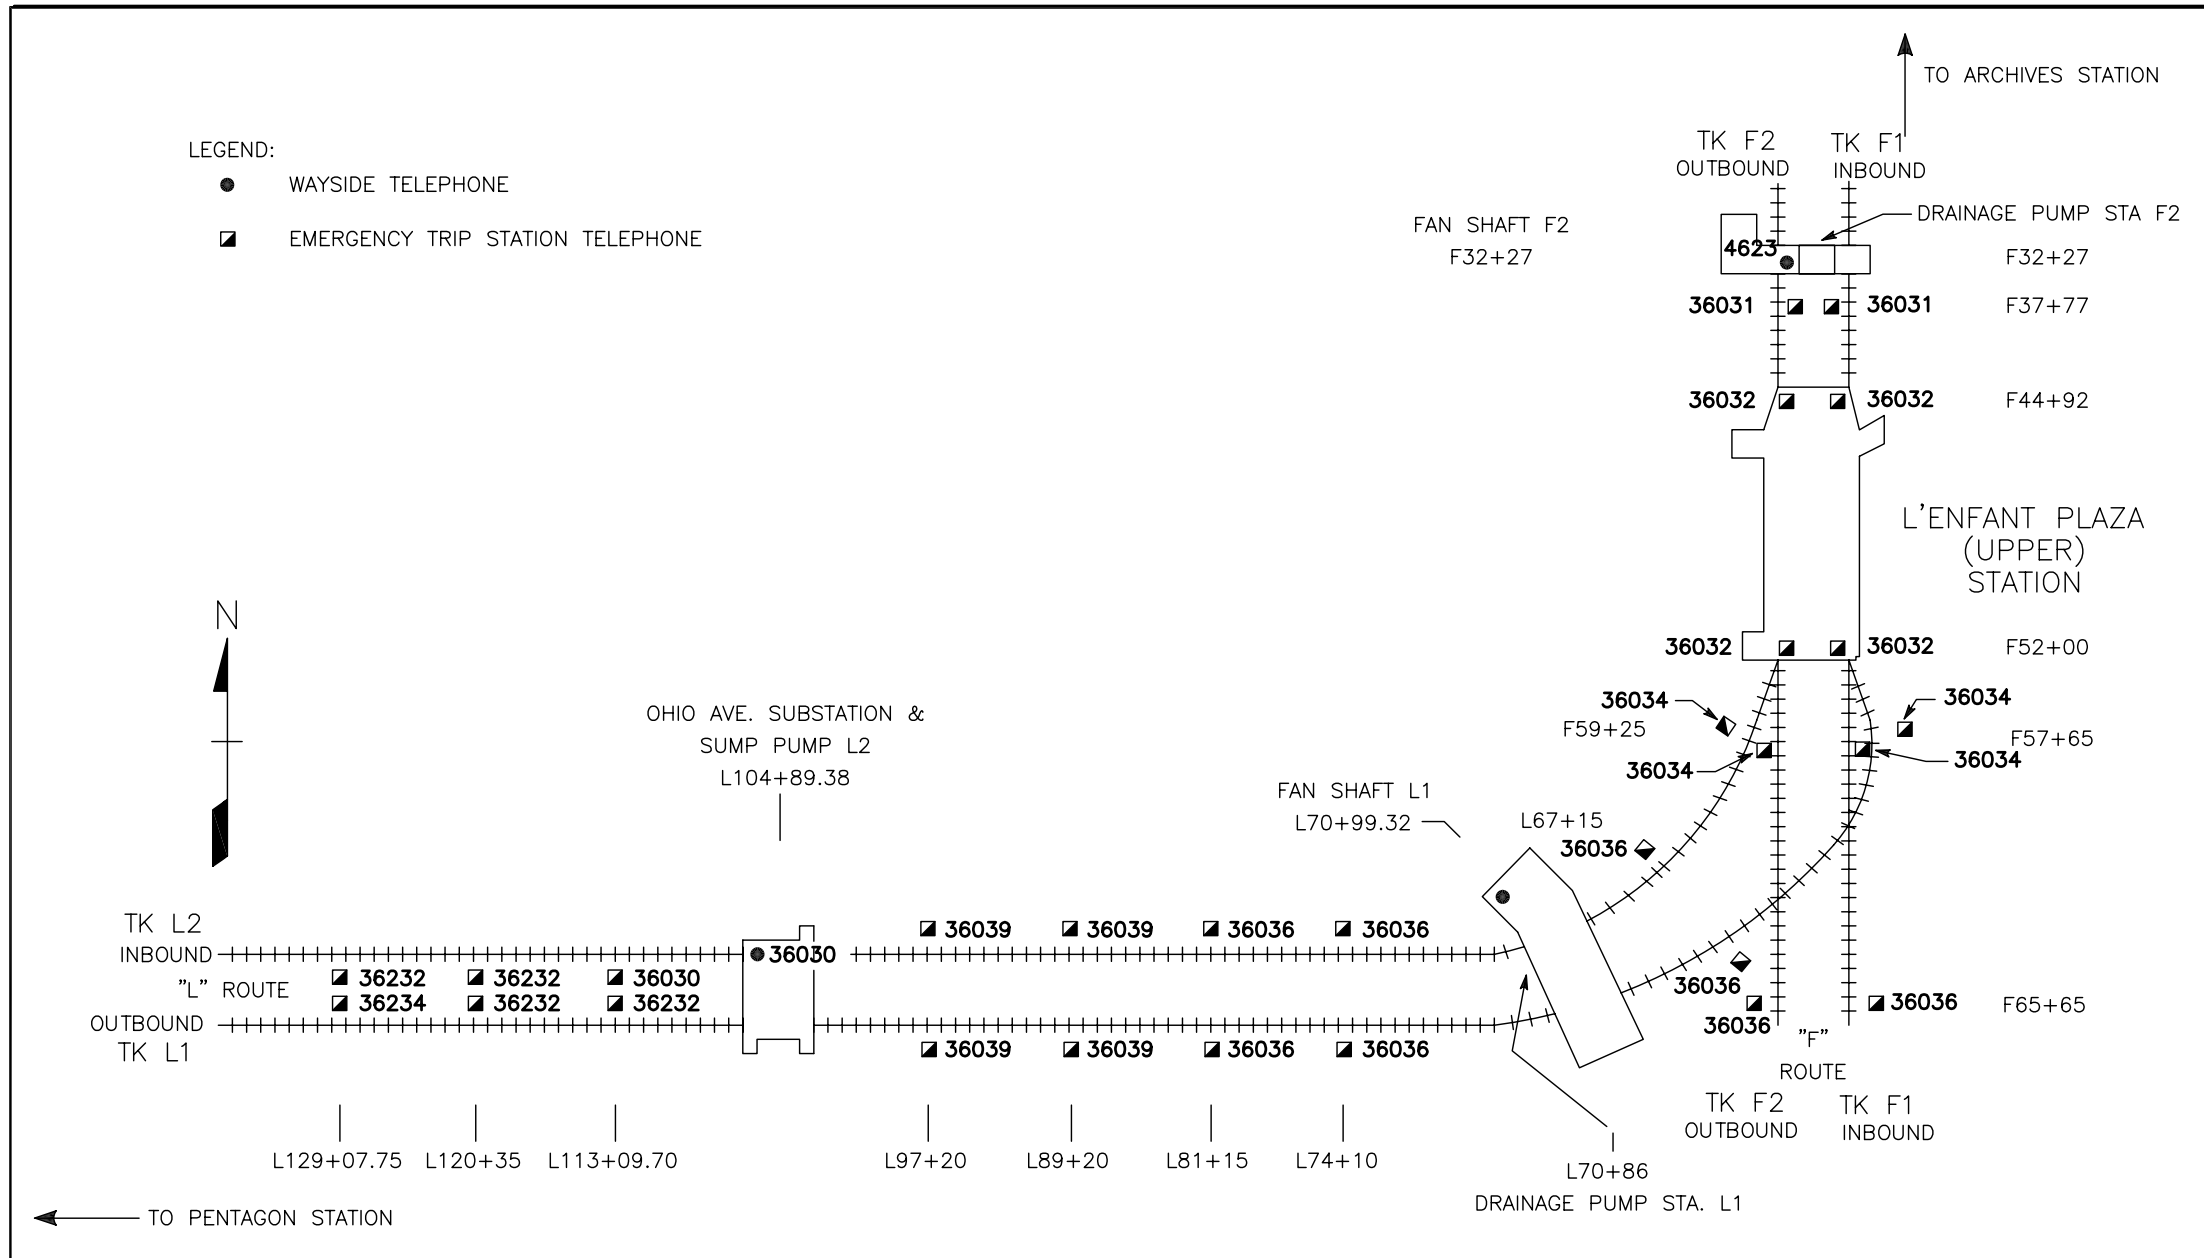 TO ARCHIVES STATION
LEGEND:
WAYSIDE TELEPHONE
EMERGENCY TRIP STATION TELEPHONE
TK F2
OUTBOUND
TK F1
INBOUND
FAN SHAFT F2
F32+27
DRAINAGE PUMP STA F2
4623
F32+27
36031
36031
F37+77
36032
36032
F44+92
L'ENFANT PLAZA
(UPPER)
STATION
36032
36032
F52+00
36034
F59+25
36034
36034
F57+65
36034
N
OHIO AVE. SUBSTATION &
SUMP PUMP L2
L104+89.38
FAN SHAFT L1
L70+99.32
L67+15
36036
TK L2
INBOUND
"L" ROUTE
OUTBOUND
TK L1
36030
36039
36039
36036
36036
36232
36232
36030
36234
36232
36232
36039
36039
36036
36036
36036
36036
36036
F65+65
"F"
ROUTE
TK F2
OUTBOUND
TK F1
INBOUND
L129+07.75
L120+35
L113+09.70
L97+20
L89+20
L81+15
L74+10
L70+86
DRAINAGE PUMP STA. L1
TO PENTAGON STATION